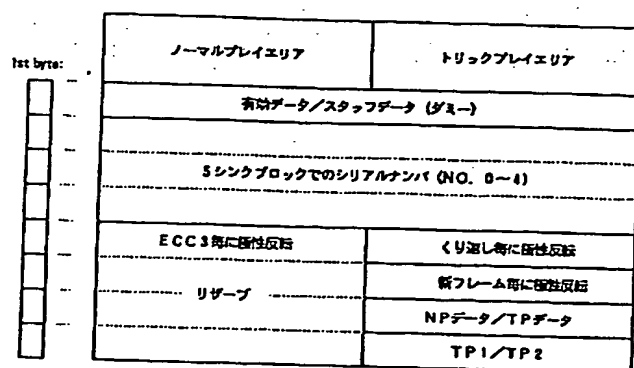 ノーマルプレイエリア
トリックプレイエリア
1st byte:
有効データ/スタッフデータ (ダミー)
5シンクブロックでのシリアルナンバ (NO. 0~4)
ECC3毎に極性反転
くり返し毎に極性反転
新フレーム毎に極性反転
リザーブ
NPデータ/TPデータ
TP1/TP2